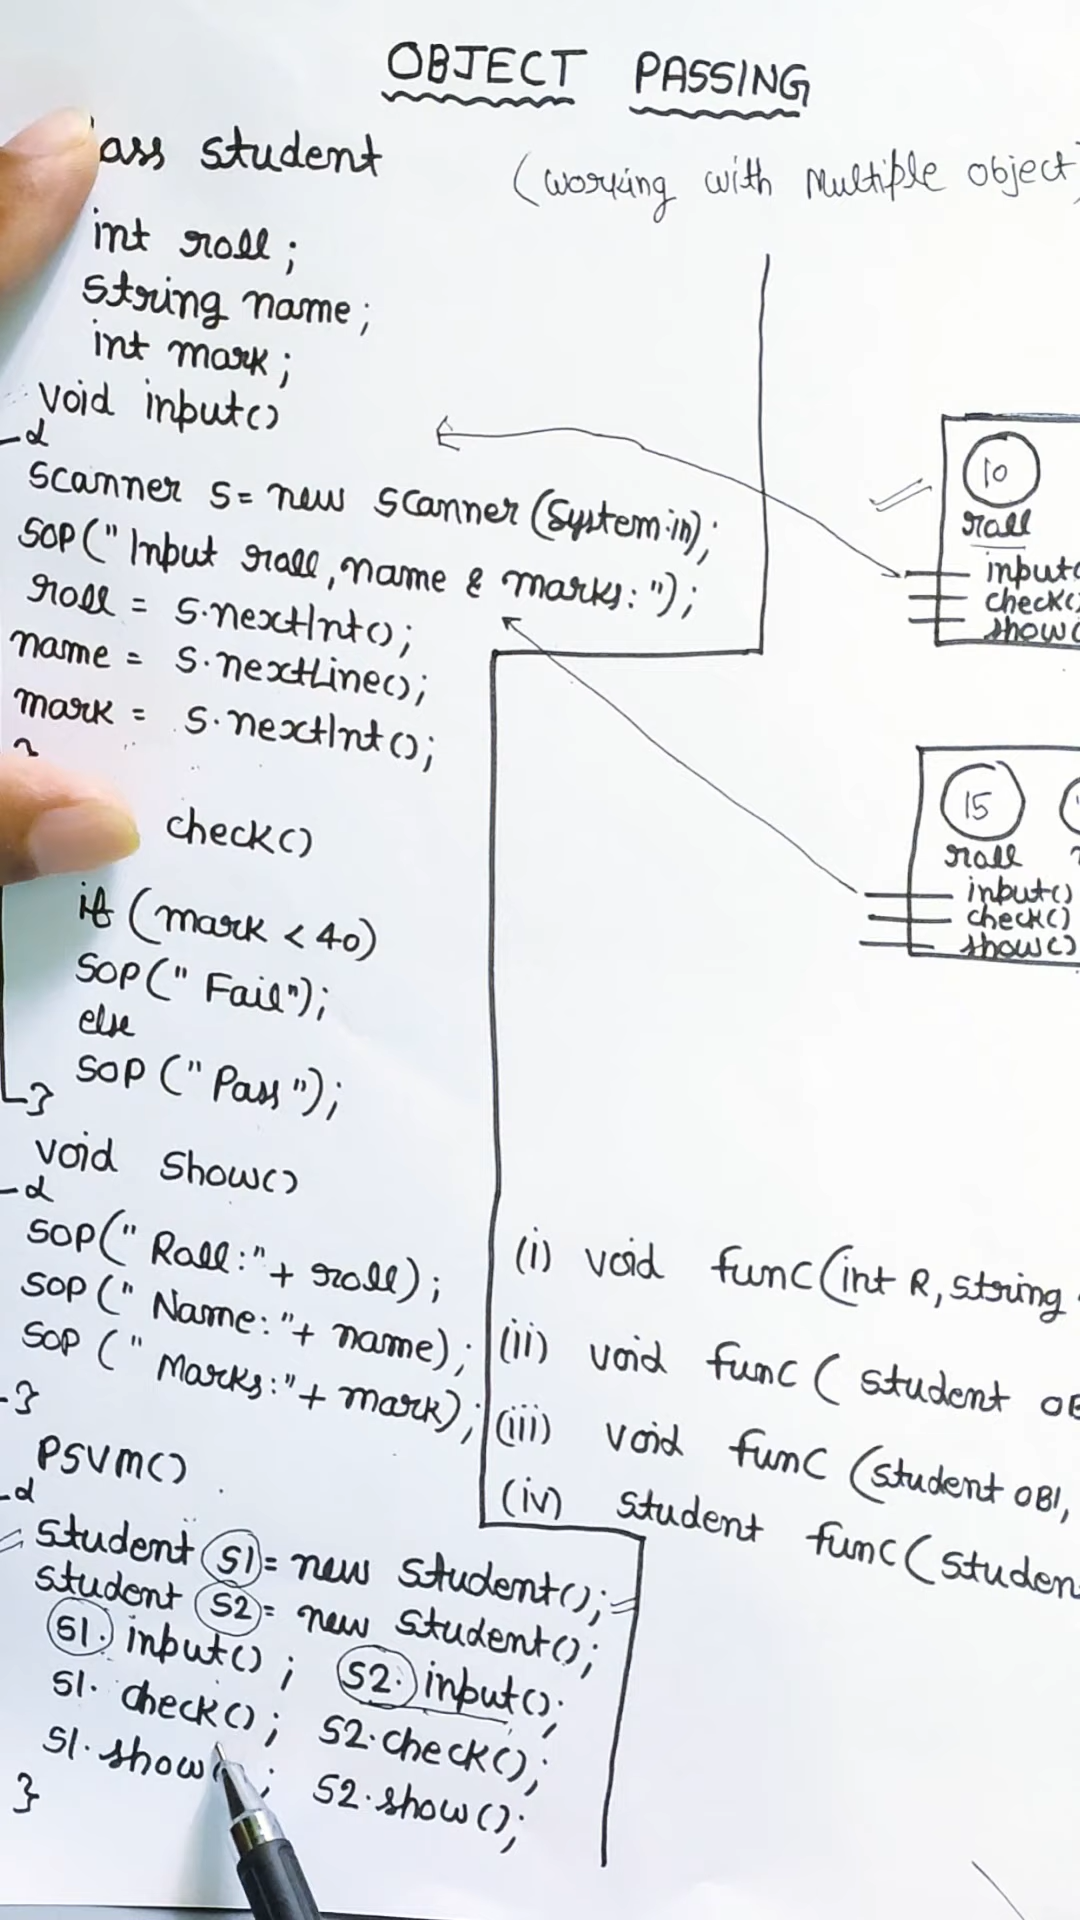 OBJECT PASSING
ass student
(working with Multiple object)
int roll;
string name;
int mark;
void input()
scanner s= new scanner(System.in);
SOP(" Input roll, name & marks: ");
roll = s.nextInt();
name = s.nextLine();
mark = s.nextInt();
}
check()
if (mark < 40)
SOP(" Fail");
else
SOP (" Pass ");
}
void show()
{
SOP(" Roll:"+ roll);
SOP (" Name:"+ name);
SOP (" Marks:"+ mark);
}
PSVM()
{
student S1 = new student();
student S2 = new student();
S1. input(); S2. input();
S1. check(); S2.check();
S1.show ; S2.show();
}
10
roll
input(
check(
show(
15
roll
input()
check()
show()
(i) void func(int R, string
(ii) void func ( student OB
(iii) void func (student OB1,
(iv) student func( studen